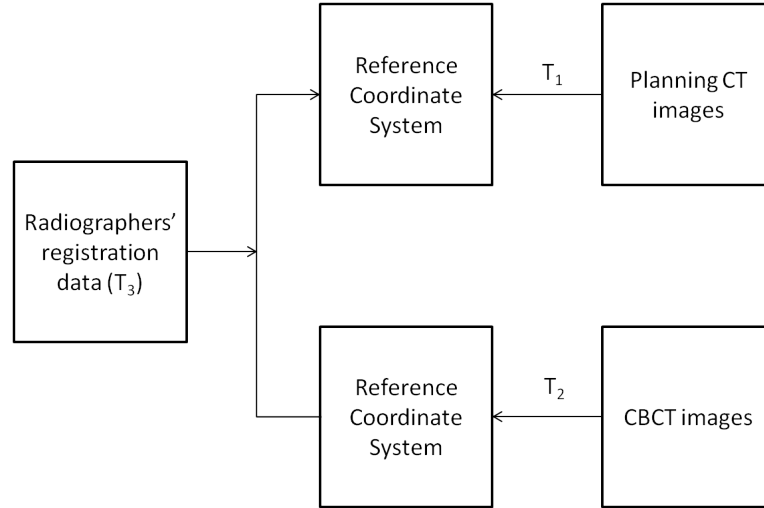 Reference
Coordinate
System
T₁
Planning CT
images
Radiographers’
registration
data (T₃)
Reference
Coordinate
System
T₂
CBCT images